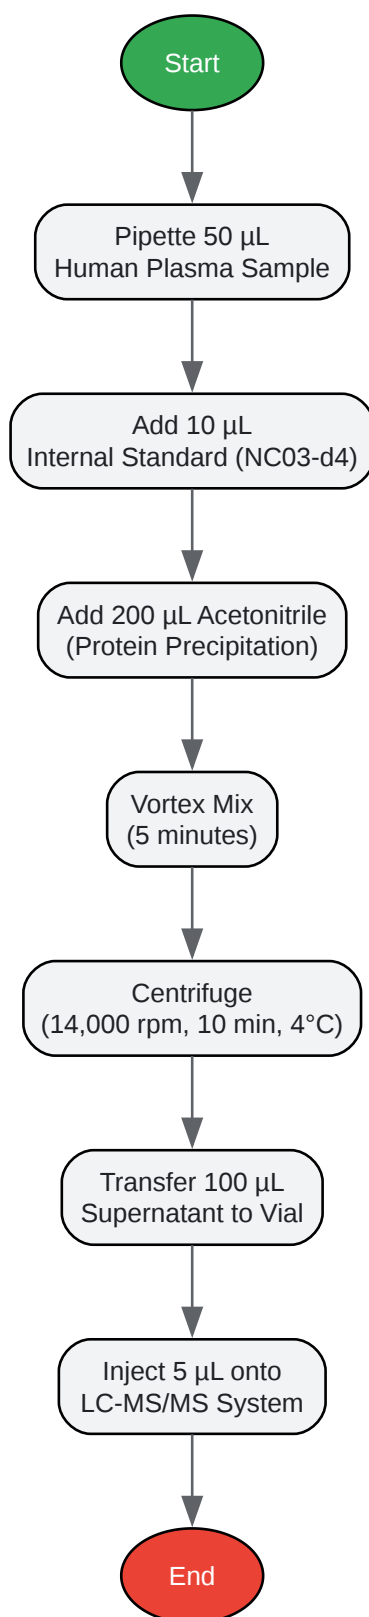 Start
Pipette 50 µL
Human Plasma Sample
Add 10 µL
Internal Standard (NC03-d4)
Add 200 µL Acetonitrile
(Protein Precipitation)
Vortex Mix
(5 minutes)
Centrifuge
(14,000 rpm, 10 min, 4°C)
Transfer 100 µL
Supernatant to Vial
Inject 5 µL onto
LC-MS/MS System
End